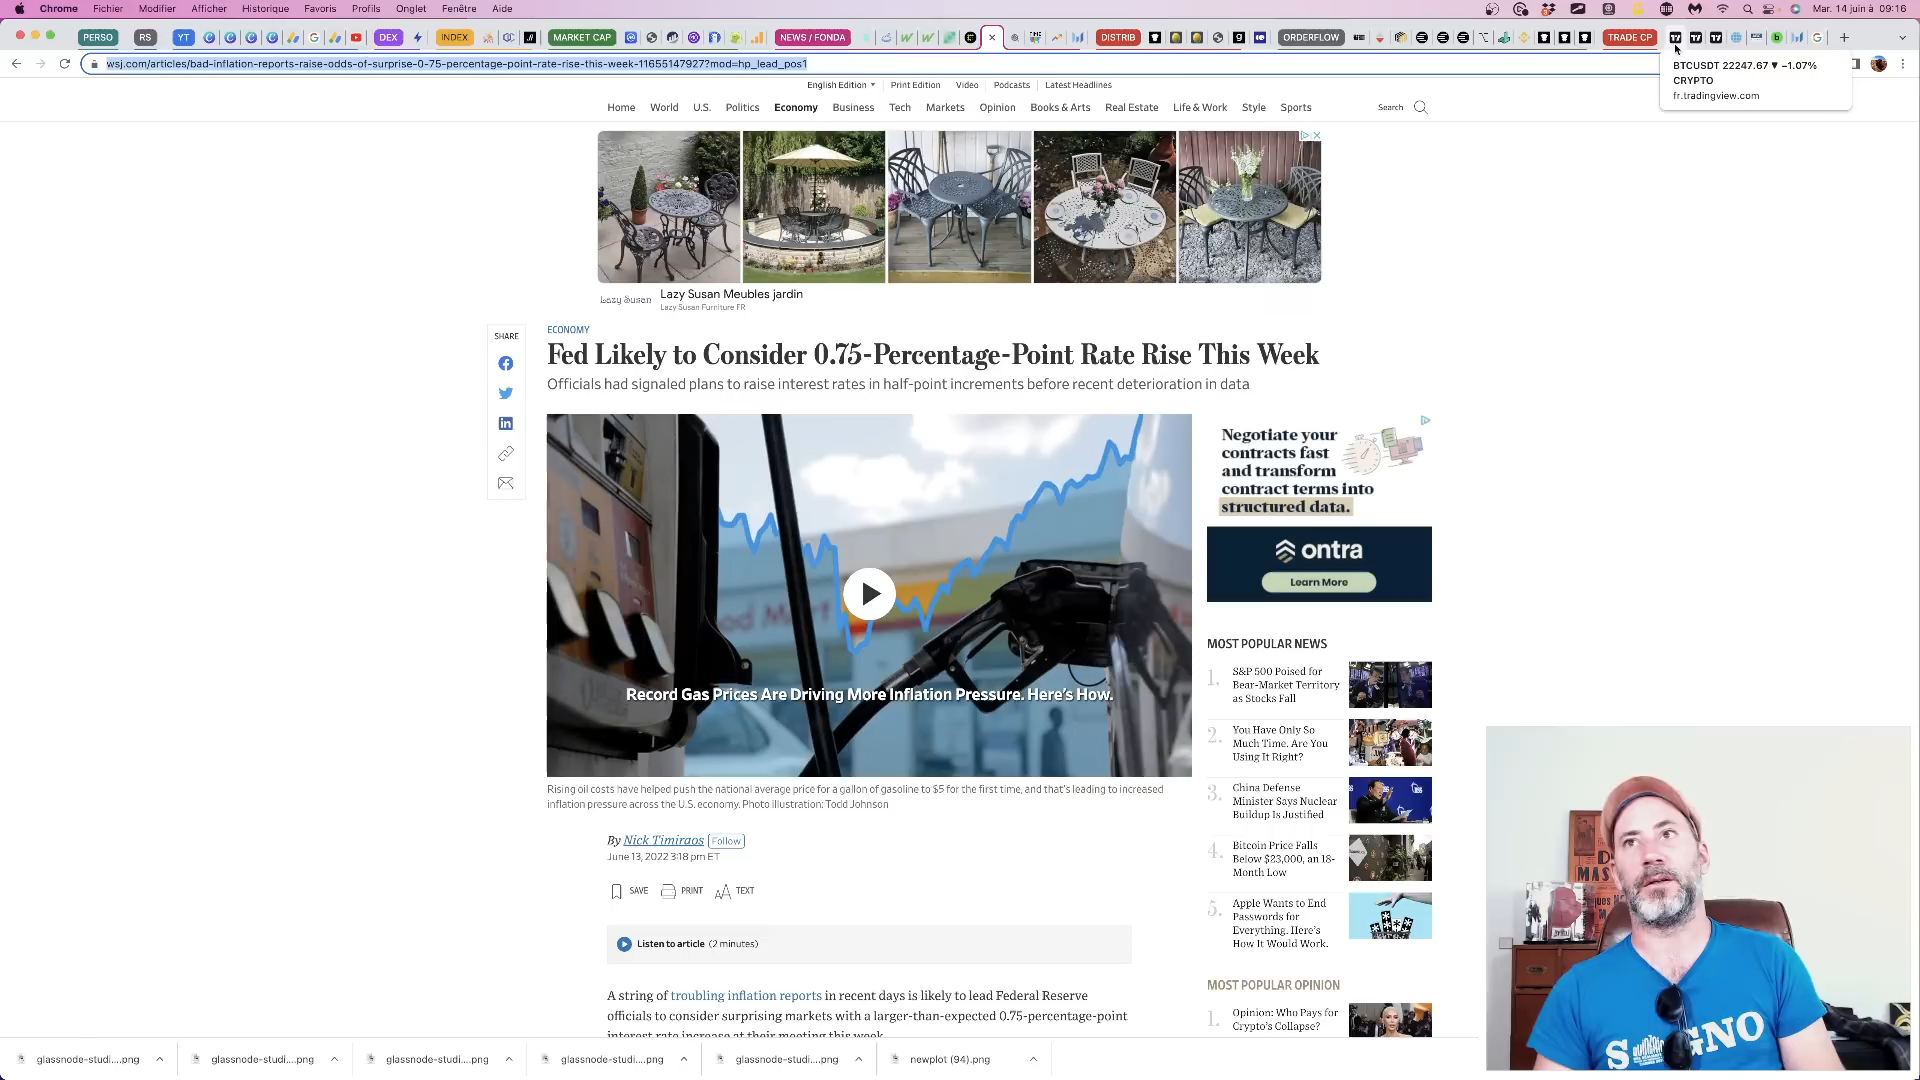 Chrome Fichier Modifier Afficher Historique Favoris Profils Onglet Fenêtre Aide
Mar. 14 juin à 09:16
PERSO RS YT DEX INDEX MARKET CAP NEWS / FONDA DISTRIB ORDERFLOW TRADE CP
wsj.com/articles/bad-inflation-reports-raise-odds-of-surprise-0-75-percentage-point-rate-rise-this-week-11655147927?mod=hp_lead_pos1
BTCUSDT 22247.67 ▼ −1.07%
CRYPTO
fr.tradingview.com
English Edition Print Edition Video Podcasts Latest Headlines
Home World U.S. Politics Economy Business Tech Markets Opinion Books & Arts Real Estate Life & Work Style Sports
Search
Lazy Susan
Lazy Susan Meubles jardin
Lazy Susan Furniture FR
SHARE
ECONOMY
Fed Likely to Consider 0.75-Percentage-Point Rate Rise This Week
Officials had signaled plans to raise interest rates in half-point increments before recent deterioration in data
Record Gas Prices Are Driving More Inflation Pressure. Here's How.
Rising oil costs have helped push the national average price for a gallon of gasoline to $5 for the first time, and that's leading to increased
inflation pressure across the U.S. economy. Photo illustration: Todd Johnson
By Nick Timiraos Follow
June 13, 2022 3:18 pm ET
SAVE PRINT TEXT
Listen to article (2 minutes)
A string of troubling inflation reports in recent days is likely to lead Federal Reserve
officials to consider surprising markets with a larger-than-expected 0.75-percentage-point
interest rate increase at their meeting this week.
Negotiate your
contracts fast
and transform
contract terms into
structured data.
ontra
Learn More
MOST POPULAR NEWS
1. S&P 500 Poised for
Bear-Market Territory
as Stocks Fall
2. You Have Only So
Much Time. Are You
Using It Right?
3. China Defense
Minister Says Nuclear
Buildup Is Justified
4. Bitcoin Price Falls
Below $23,000, an 18-
Month Low
5. Apple Wants to End
Passwords for
Everything. Here's
How It Would Work.
MOST POPULAR OPINION
1. Opinion: Who Pays for
Crypto's Collapse?
glassnode-studi....png
glassnode-studi....png
glassnode-studi....png
glassnode-studi....png
glassnode-studi....png
newplot (94).png